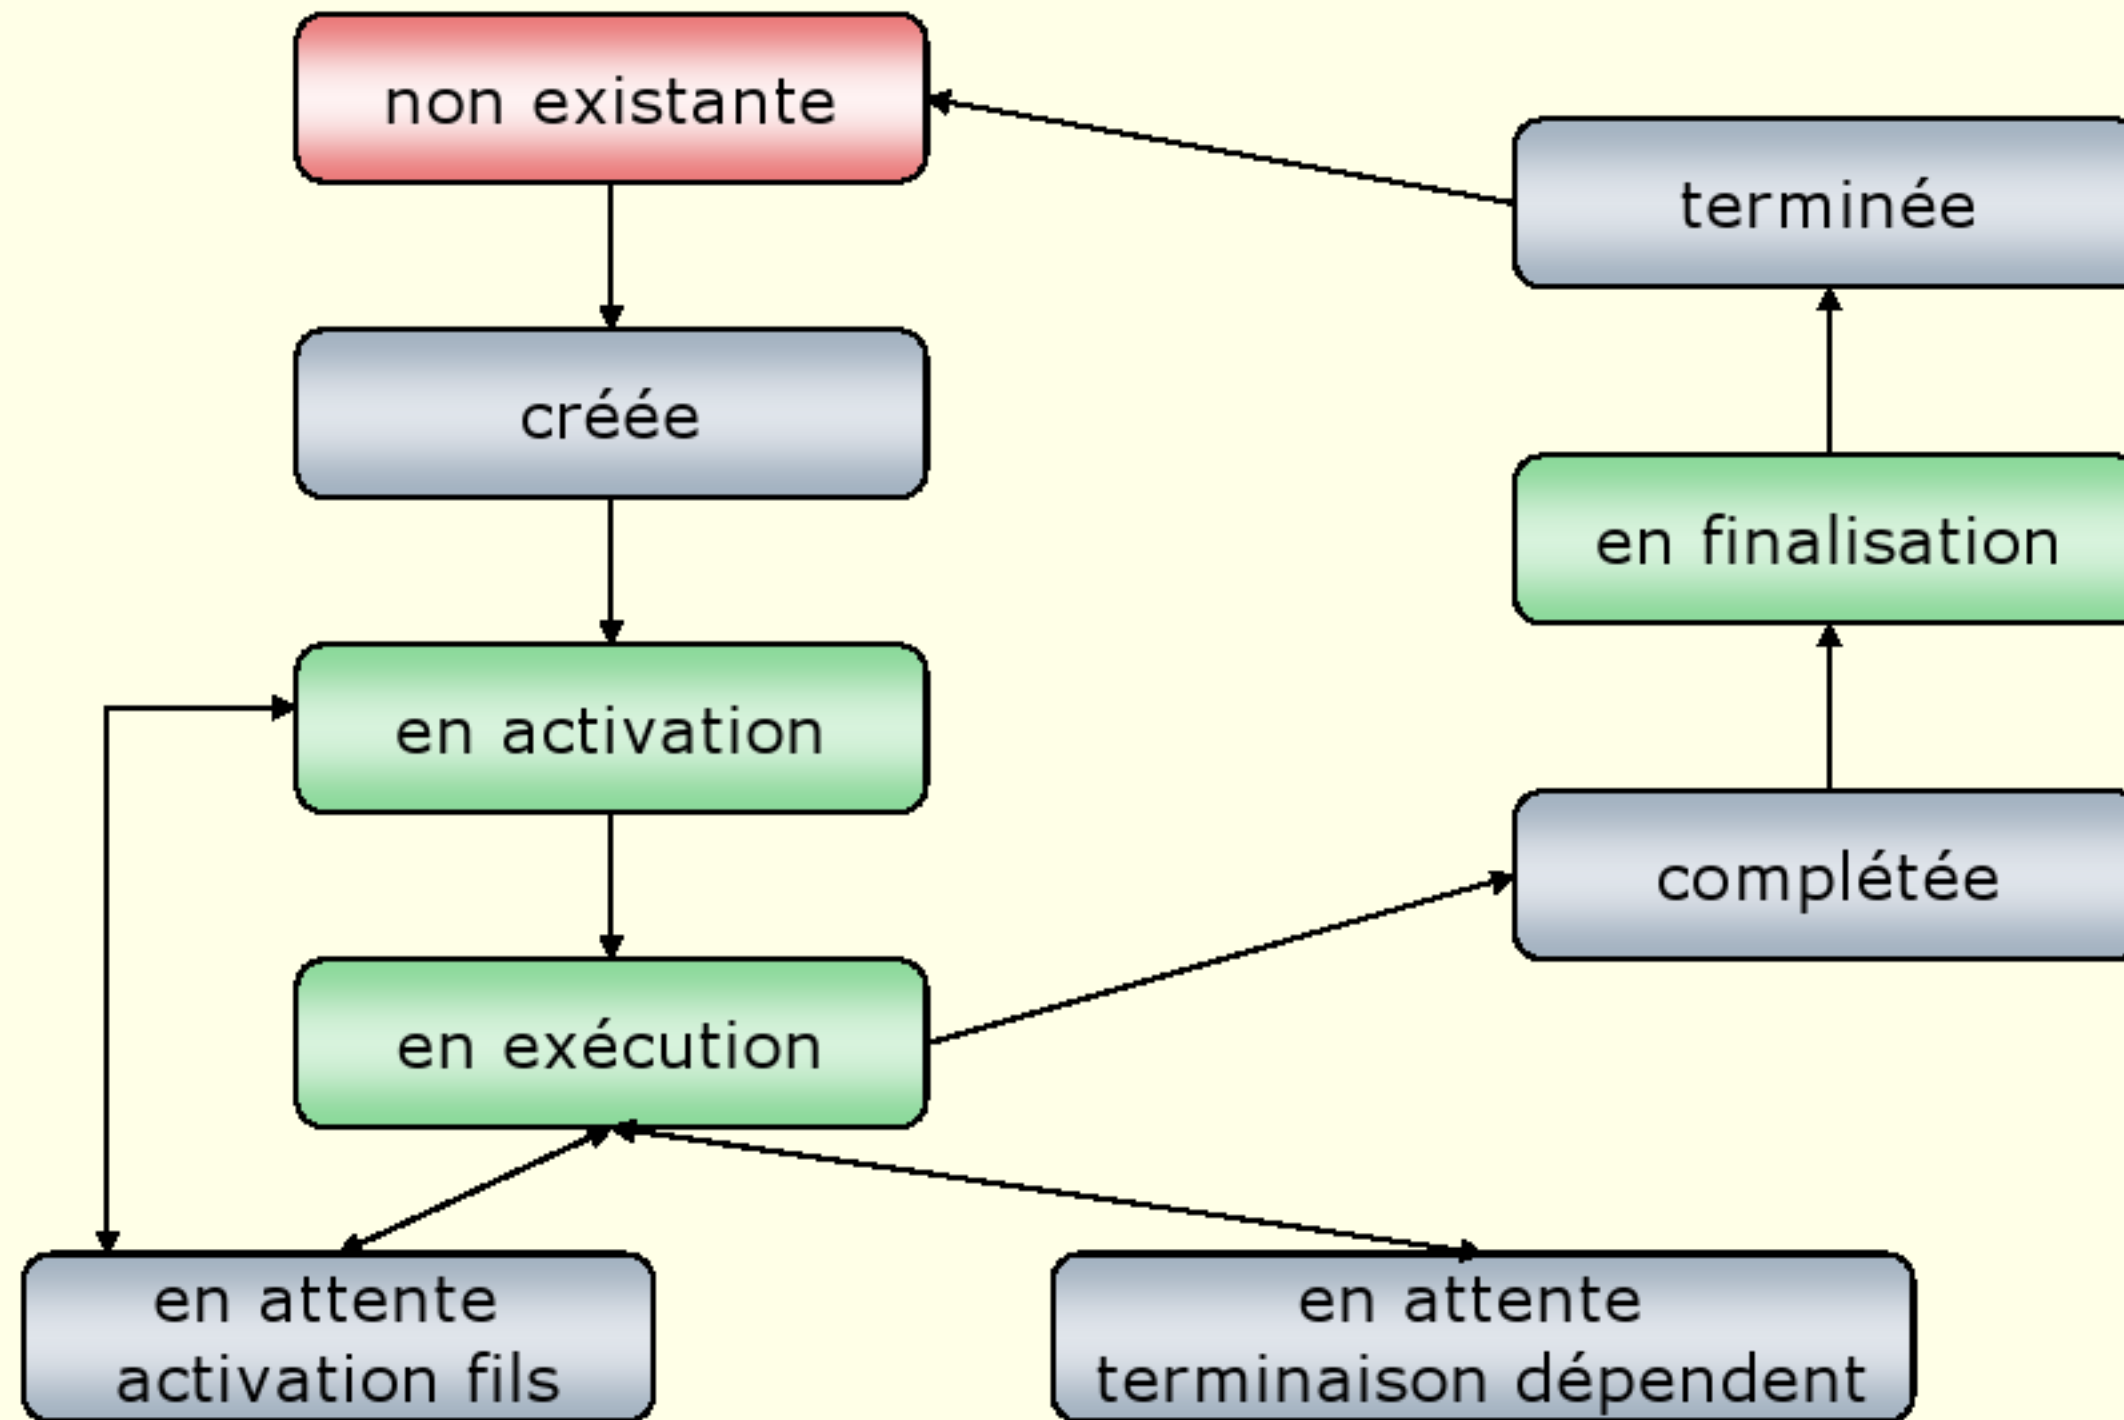 non existante
terminée
créée
en finalisation
en activation
complétée
en exécution
en attente
activation fils
en attente
terminaison dépendent